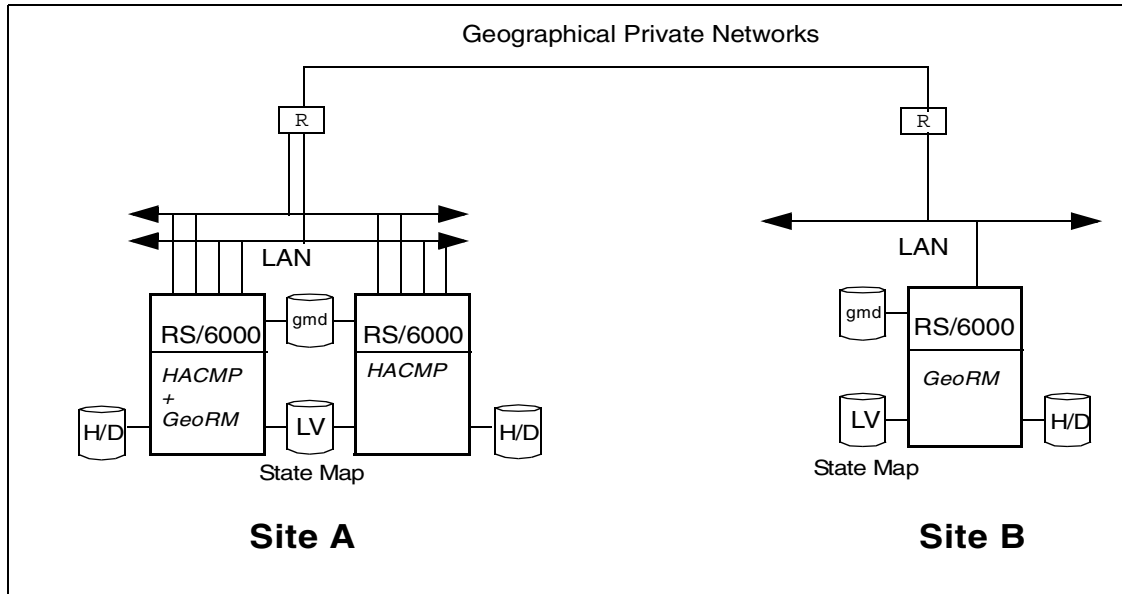 Geographical Private Networks
R
R
LAN
LAN
gmd
RS/6000
RS/6000
gmd
RS/6000
HACMP
+
GeoRM
HACMP
GeoRM
H/D
LV
H/D
LV
H/D
State Map
State Map
Site A
Site B